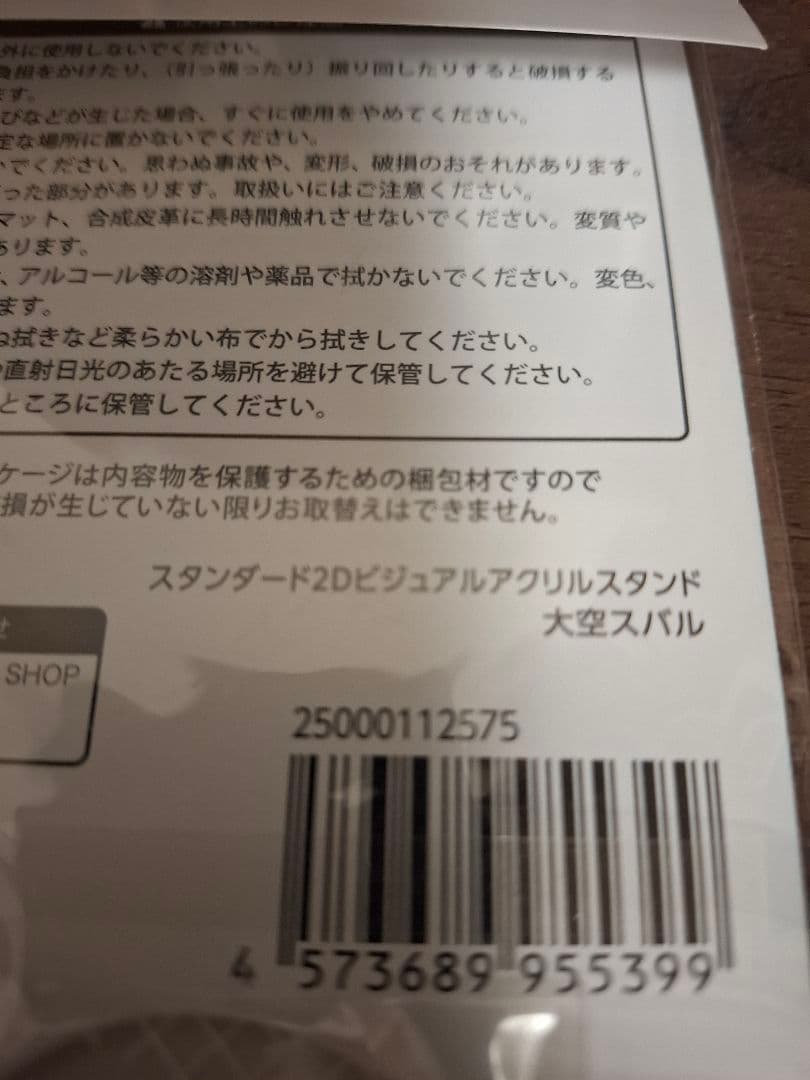 外に使用しないでください。
負担をかけたり、(引っ張ったり) 振り回したりすると破損する
ます。
びなどが生じた場合、すぐに使用をやめてください。
定な場所に置かないでください。
いでください。思わぬ事故や、変形、破損のおそれがあります。
った部分があります。取扱いにはご注意ください。
マット、合成皮革に長時間触れさせないでください。変質や
あります。
、アルコール等の溶剤や薬品で拭かないでください。変色、
ます。
ね拭きなど柔らかい布でから拭きしてください。
直射日光のあたる場所を避けて保管してください。
ところに保管してください。
ケージは内容物を保護するための梱包材ですので
損が生じていない限りお取替えはできません。
スタンダード2Dビジュアルアクリルスタンド
大空スバル
せ
SHOP
25000112575
4 573689 955399